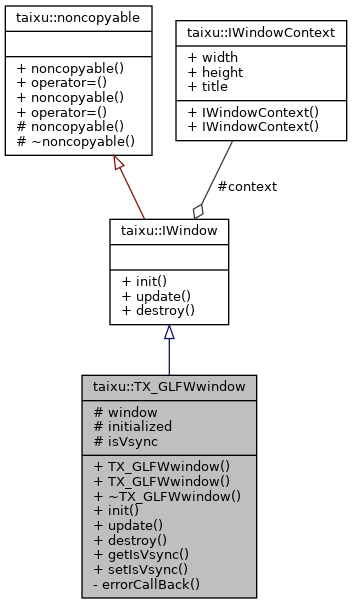 taixu::noncopyable
+ noncopyable()
+ operator=()
+ noncopyable()
+ operator=()
# noncopyable()
# ~noncopyable()
taixu::IWindowContext
+ width
+ height
+ title
+ IWindowContext()
+ IWindowContext()
#context
taixu::IWindow
+ init()
+ update()
+ destroy()
taixu::TX_GLFWwindow
# window
# initialized
# isVsync
+ TX_GLFWwindow()
+ TX_GLFWwindow()
+ ~TX_GLFWwindow()
+ init()
+ update()
+ destroy()
+ getIsVsync()
+ setIsVsync()
- errorCallBack()